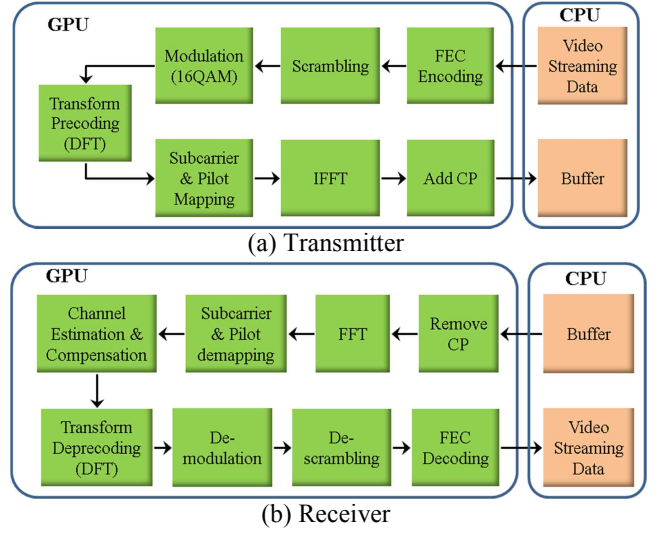 GPU
CPU
Modulation
(16QAM)
Scrambling
FEC
Encoding
Video
Streaming
Data
Transform
Precoding
(DFT)
Subcarrier
& Pilot
Mapping
IFFT
Add CP
Buffer
(a) Transmitter
GPU
CPU
Channel
Estimation &
Compensation
Subcarrier
& Pilot
demapping
FFT
Remove
CP
Buffer
Transform
Deprecoding
(DFT)
De-
modulation
De-
scrambling
FEC
Decoding
Video
Streaming
Data
(b) Receiver